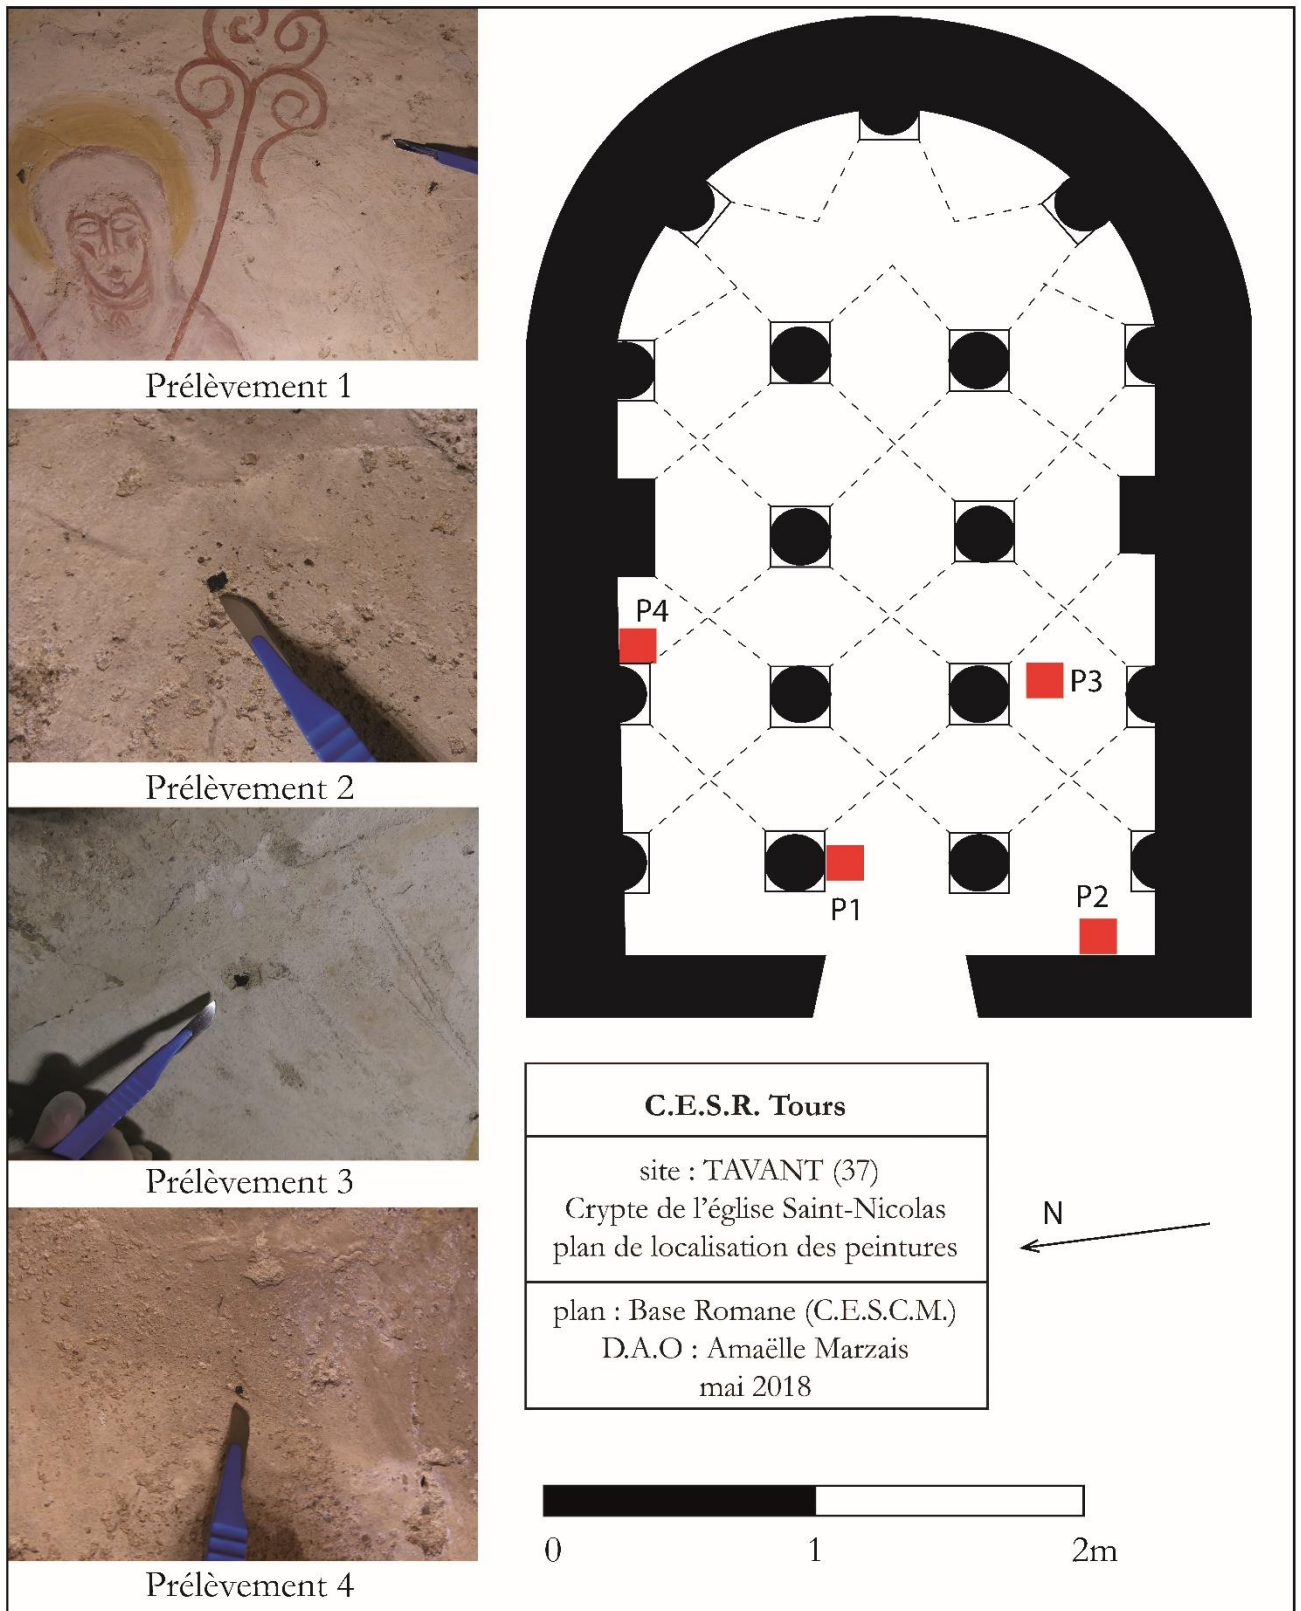 Prélèvement 1
Prélèvement 2
Prélèvement 3
Prélèvement 4
P4
P3
P1
P2
C.E.S.R. Tours
site : TAVANT (37)
Crypte de l'église Saint-Nicolas
plan de localisation des peintures
plan : Base Romane (C.E.S.C.M.)
D.A.O : Amaëlle Marzais
mai 2018
N
0 1 2m